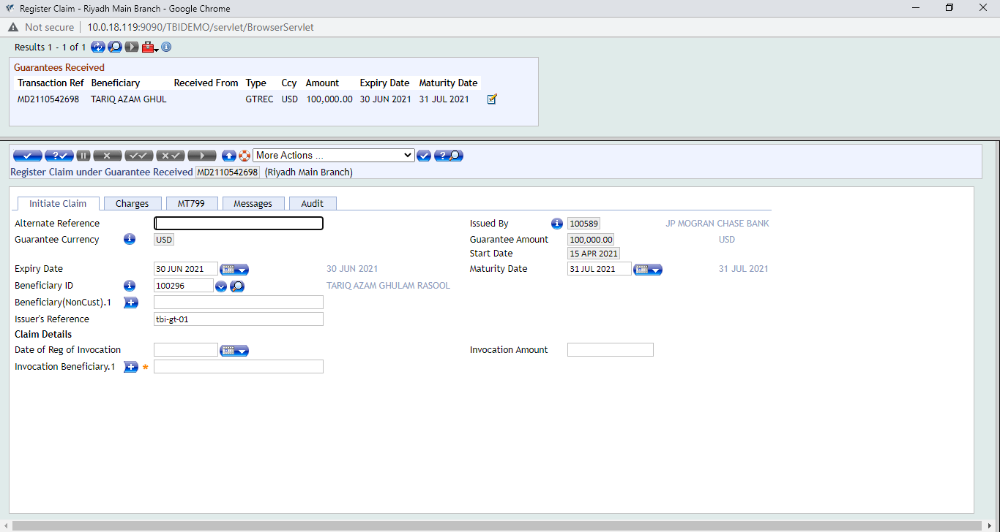 Register Claim - Riyadh Main Branch - Google Chrome
Not secure 10.0.18.119:9090/TBIDEMO/servlet/BrowserServlet
Results 1 - 1 of 1
Guarantees Received
Transaction Ref Beneficiary Received From Type Ccy Amount Expiry Date Maturity Date
MD2110542698 TARIQ AZAM GHUL GTREC USD 100,000.00 30 JUN 2021 31 JUL 2021
More Actions ...
Register Claim under Guarantee Received MD2110542698 (Riyadh Main Branch)
Initiate Claim Charges MT799 Messages Audit
Alternate Reference Issued By 100589 JP MOGRAN CHASE BANK
Guarantee Currency USD Guarantee Amount 100,000.00 USD
Start Date 15 APR 2021
Expiry Date 30 JUN 2021 30 JUN 2021 Maturity Date 31 JUL 2021 31 JUL 2021
Beneficiary ID 100296 TARIQ AZAM GHULAM RASOOL
Beneficiary(NonCust).1
Issuer's Reference tbi-gt-01
Claim Details
Date of Reg of Invocation Invocation Amount
Invocation Beneficiary.1 *